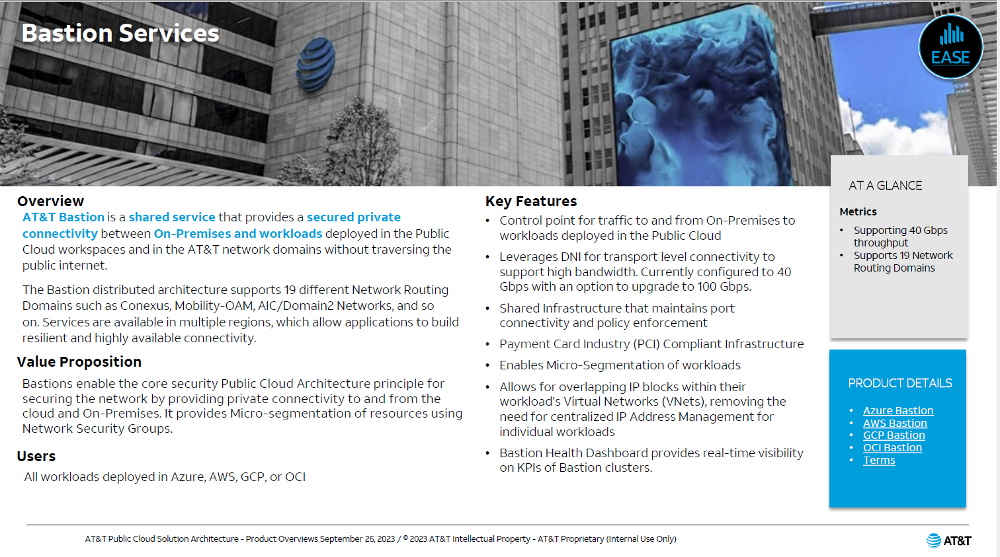 Bastion Services
EASE
Overview
AT&T Bastion is a shared service that provides a secured private
connectivity between On-Premises and workloads deployed in the Public
Cloud workspaces and in the AT&T network domains without traversing the
public internet.
The Bastion distributed architecture supports 19 different Network Routing
Domains such as Conexus, Mobility-OAM, AIC/Domain2 Networks, and so
on. Services are available in multiple regions, which allow applications to build
resilient and highly available connectivity.
Value Proposition
Bastions enable the core security Public Cloud Architecture principle for
securing the network by providing private connectivity to and from the
cloud and On-Premises. It provides Micro-segmentation of resources using
Network Security Groups.
Users
All workloads deployed in Azure, AWS, GCP, or OCI
Key Features
• Control point for traffic to and from On-Premises to
workloads deployed in the Public Cloud
• Leverages DNI for transport level connectivity to
support high bandwidth. Currently configured to 40
Gbps with an option to upgrade to 100 Gbps.
• Shared Infrastructure that maintains port
connectivity and policy enforcement
• Payment Card Industry (PCI) Compliant Infrastructure
• Enables Micro-Segmentation of workloads
• Allows for overlapping IP blocks within their
workload’s Virtual Networks (VNets), removing the
need for centralized IP Address Management for
individual workloads
• Bastion Health Dashboard provides real-time visibility
on KPIs of Bastion clusters.
AT A GLANCE
Metrics
• Supporting 40 Gbps
throughput
• Supports 19 Network
Routing Domains
PRODUCT DETAILS
• Azure Bastion
• AWS Bastion
• GCP Bastion
• OCI Bastion
• Terms
AT&T Public Cloud Solution Architecture - Product Overviews September 26, 2023 / © 2023 AT&T Intellectual Property - AT&T Proprietary (Internal Use Only)
AT&T